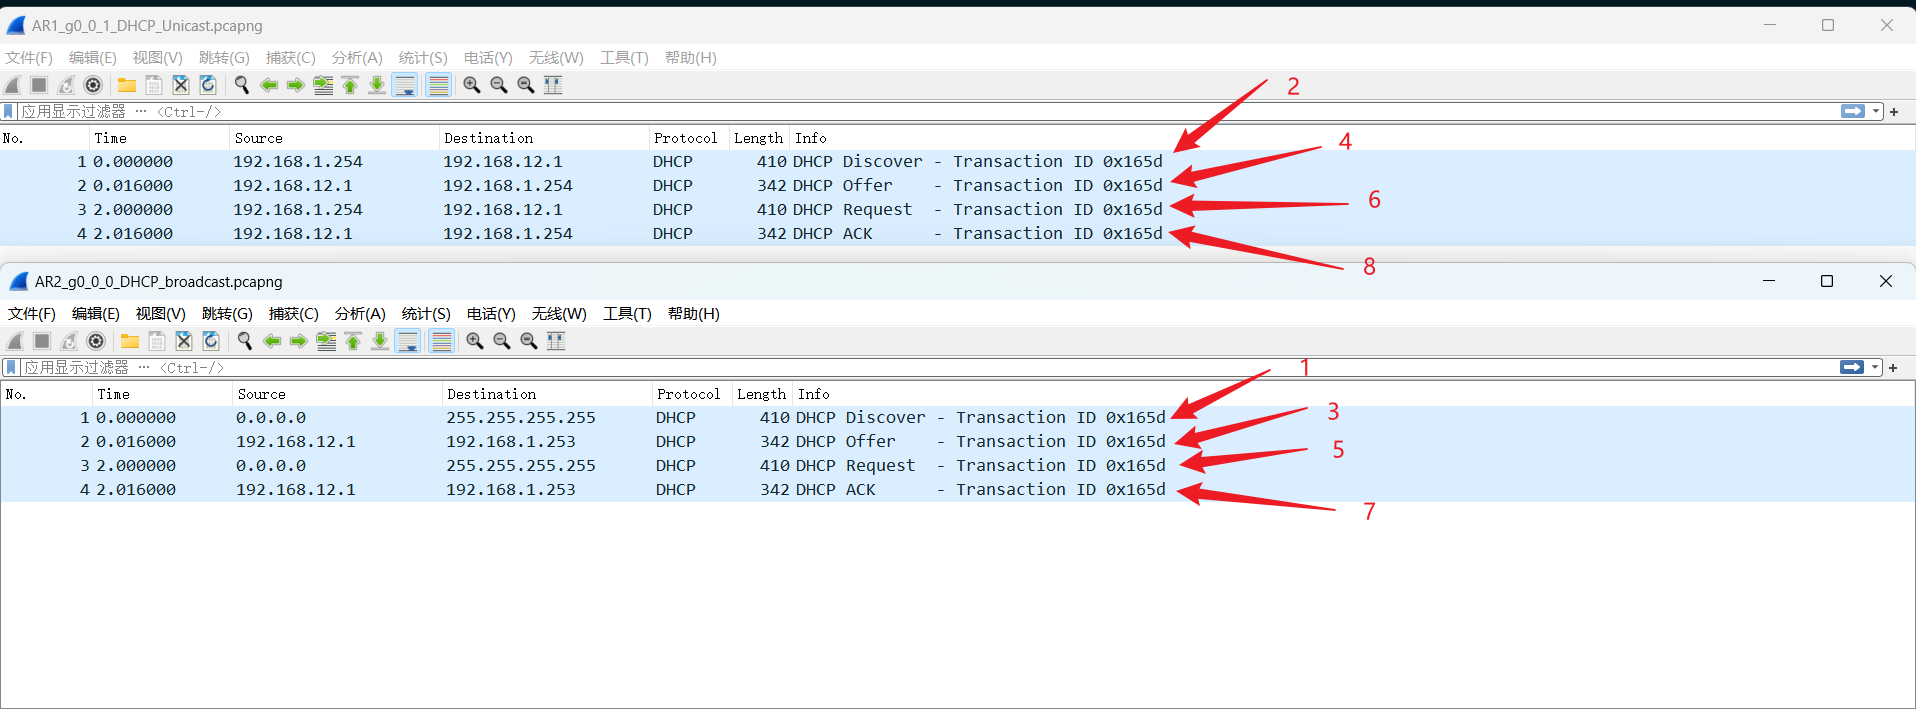 AR1_g0_0_1_DHCP_Unicast.pcapng
文件(F) 编辑(E) 视图(V) 跳转(G) 捕获(C) 分析(A) 统计(S) 电话(Y) 无线(W) 工具(T) 帮助(H)
2
应用显示过滤器 … <Ctrl-/>
No. Time Source Destination Protocol Length Info
4
1 0.000000 192.168.1.254 192.168.12.1 DHCP 410 DHCP Discover - Transaction ID 0x165d
2 0.016000 192.168.12.1 192.168.1.254 DHCP 342 DHCP Offer - Transaction ID 0x165d
6
3 2.000000 192.168.1.254 192.168.12.1 DHCP 410 DHCP Request - Transaction ID 0x165d
4 2.016000 192.168.12.1 192.168.1.254 DHCP 342 DHCP ACK - Transaction ID 0x165d
8
AR2_g0_0_0_DHCP_broadcast.pcapng
文件(F) 编辑(E) 视图(V) 跳转(G) 捕获(C) 分析(A) 统计(S) 电话(Y) 无线(W) 工具(T) 帮助(H)
应用显示过滤器 … <Ctrl-/>
1
No. Time Source Destination Protocol Length Info
3
1 0.000000 0.0.0.0 255.255.255.255 DHCP 410 DHCP Discover - Transaction ID 0x165d
2 0.016000 192.168.12.1 192.168.1.253 DHCP 342 DHCP Offer - Transaction ID 0x165d
5
3 2.000000 0.0.0.0 255.255.255.255 DHCP 410 DHCP Request - Transaction ID 0x165d
4 2.016000 192.168.12.1 192.168.1.253 DHCP 342 DHCP ACK - Transaction ID 0x165d
7